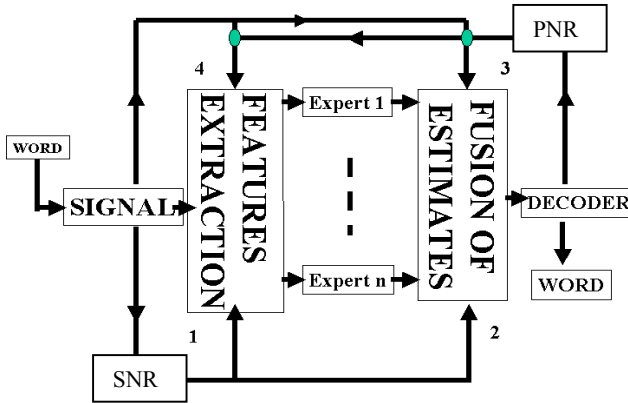 PNR
4
3
WORD
SIGNAL
FEATURES
EXTRACTION
Expert 1
Expert n
FUSION OF
ESTIMATES
DECODER
WORD
1
2
SNR